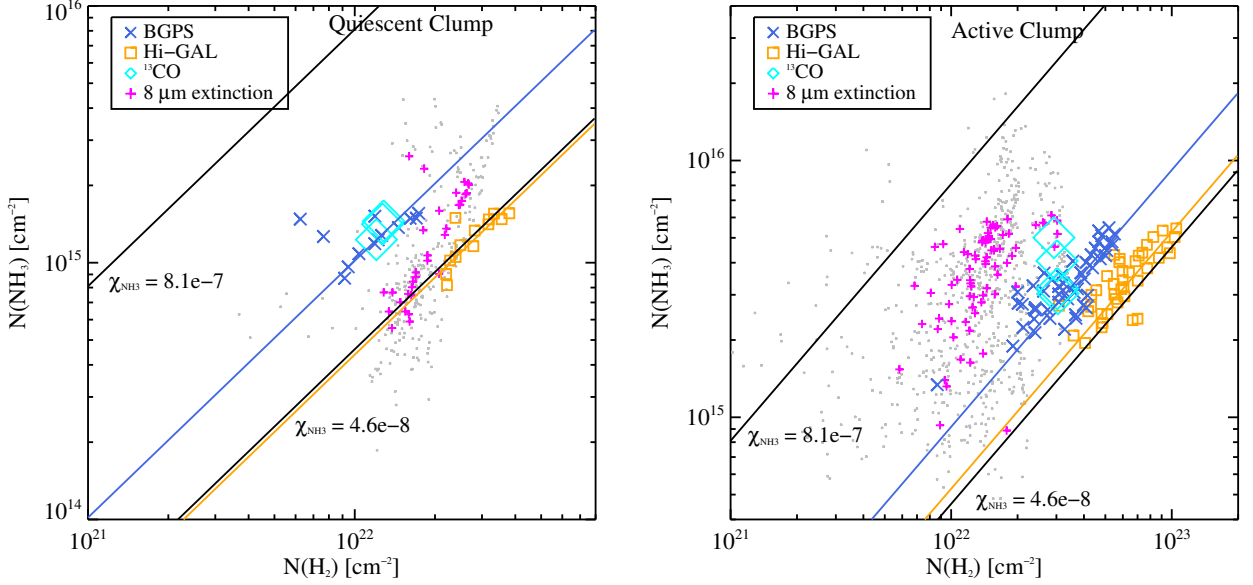 Quiescent Clump
BGPS
Hi−GAL
¹³CO
8 μm extinction
10¹⁶
10¹⁵
10¹⁴
N(NH₃) [cm⁻²]
χNH3 = 8.1e−7
χNH3 = 4.6e−8
10²¹
10²²
N(H₂) [cm⁻²]
Active Clump
BGPS
Hi−GAL
¹³CO
8 μm extinction
10¹⁶
10¹⁵
N(NH₃) [cm⁻²]
χNH3 = 8.1e−7
χNH3 = 4.6e−8
10²¹
10²²
10²³
N(H₂) [cm⁻²]